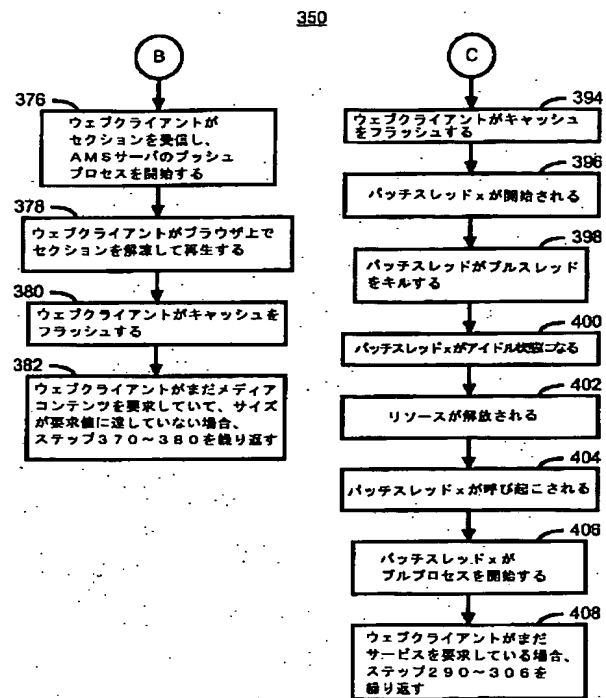 350
B
376
ウェブクライアントが
セクションを受信し、
AMSサーバのプッシュ
プロセスを開始する
378
ウェブクライアントがブラウザ上で
セクションを解凍して再生する
380
ウェブクライアントがキャッシュを
フラッシュする
382
ウェブクライアントがまだメディア
コンテンツを要求していて、サイズ
が要求値に達していない場合、
ステップ370~380を繰り返す
C
394
ウェブクライアントがキャッシュ
をフラッシュする
396
パッチスレッドxが開始される
398
パッチスレッドがプルスレッド
をキルする
400
パッチスレッドxがアイドル状態になる
402
リソースが解放される
404
パッチスレッドxが呼び起こされる
406
パッチスレッドxが
プルプロセスを開始する
408
ウェブクライアントがまだ
サービスを要求している場合、
ステップ290~306を
繰り返す